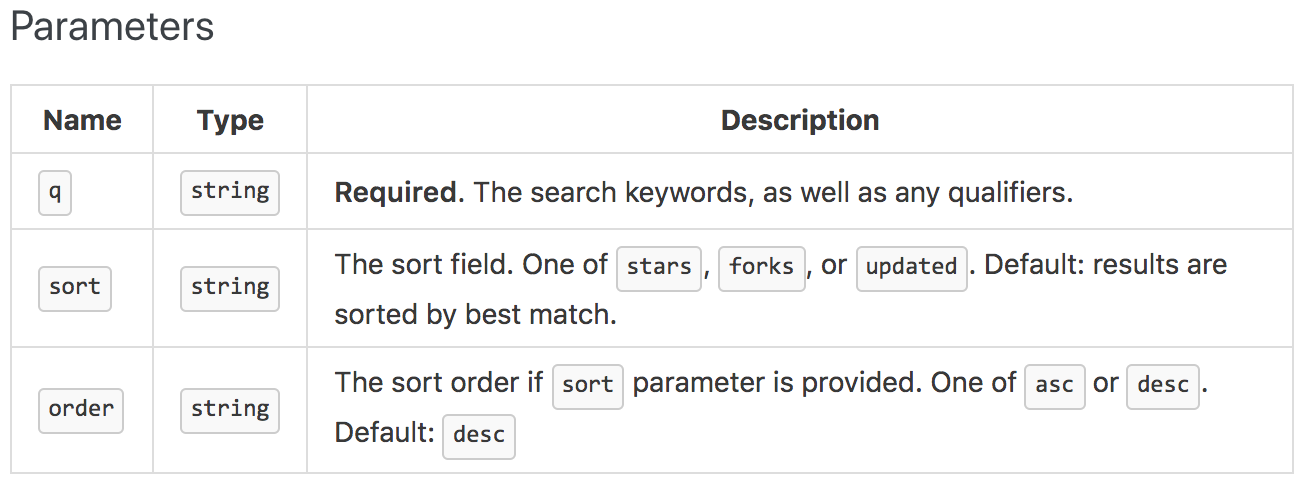 Parameters
Name Type Description
q string Required. The search keywords, as well as any qualifiers.
sort string The sort field. One of stars, forks, or updated. Default: results are
sorted by best match.
order string The sort order if sort parameter is provided. One of asc or desc.
Default: desc